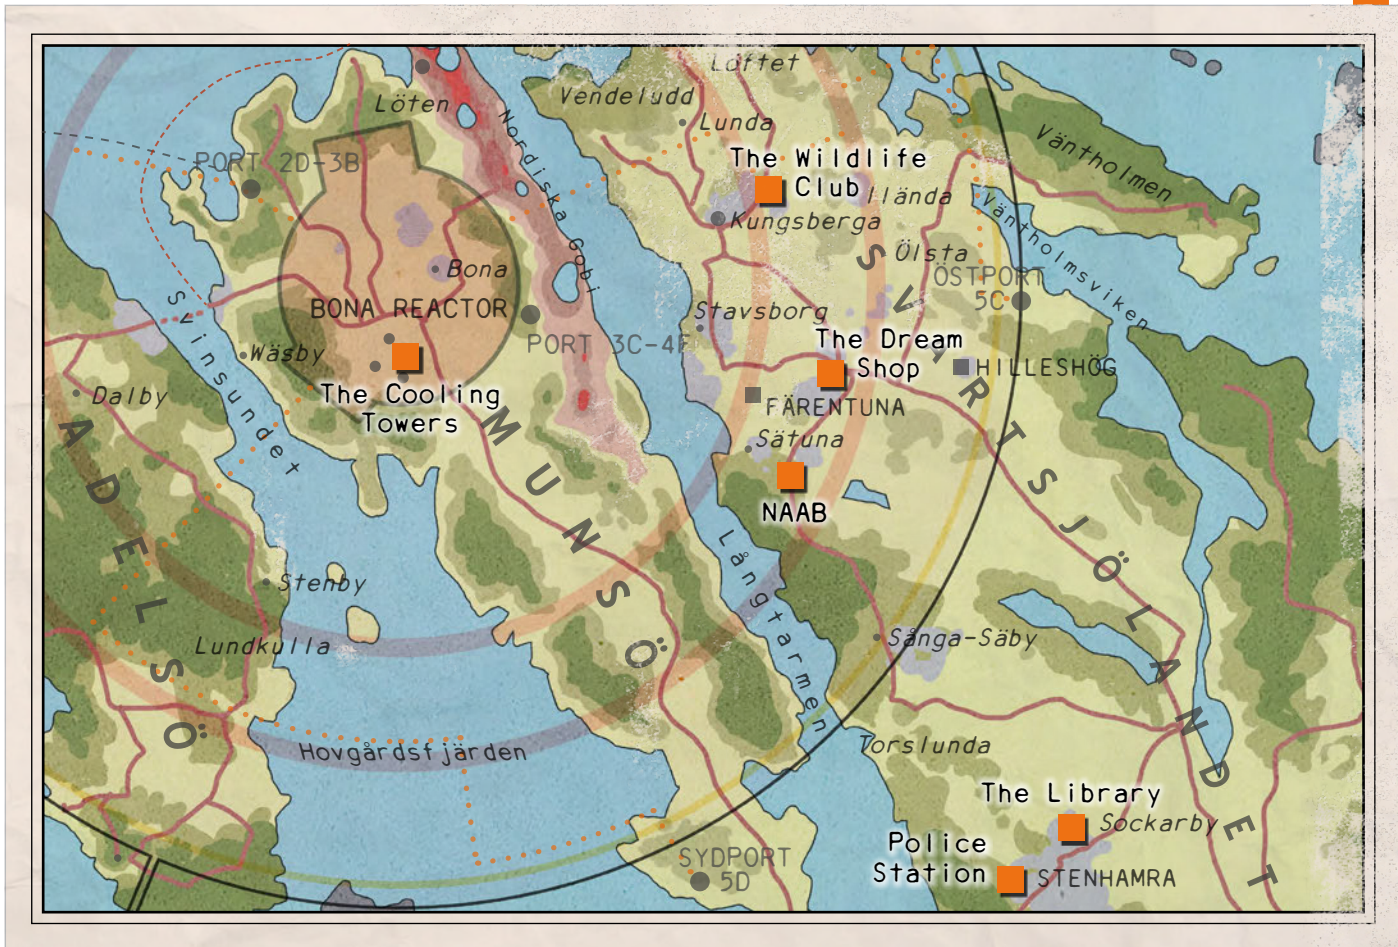 Löftet
Vendeludd
Löten
Lunda
Nordiska Gobi
Väntholmen
PORT 2D-3B
The Wildlife
Club
Illända
Väntholmsviken
Kungsberga
Ölsta
Bona
ÖSTPORT
5C
BONA REACTOR
Stavsborg
PORT 3C-4F
Svinsundet
Wäsby
The Dream
Shop
HILLESHÖG
Dalby
The Cooling
Towers
FÄRENTUNA
Sätuna
NAAB
ADELSÖ
MUNSÖ
SVARTSJÖLANDET
Långtarmen
Stenby
Lundkulla
Sånga-Säby
Hovgårdsfjärden
Torslunda
The Library
Sockarby
Police
Station
STENHAMRA
SYDPORT
5D